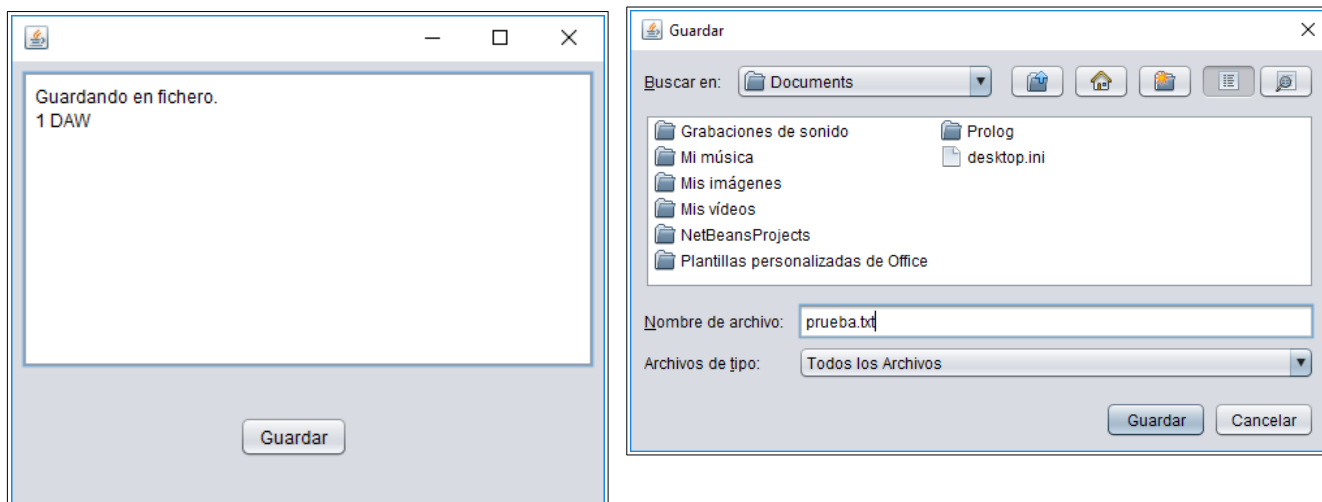 Guardando en fichero.
1 DAW
Guardar
Guardar
Buscar en: Documents
Grabaciones de sonido Prolog
Mi música desktop.ini
Mis imágenes
Mis vídeos
NetBeansProjects
Plantillas personalizadas de Office
Nombre de archivo: prueba.txt
Archivos de tipo: Todos los Archivos
Guardar Cancelar